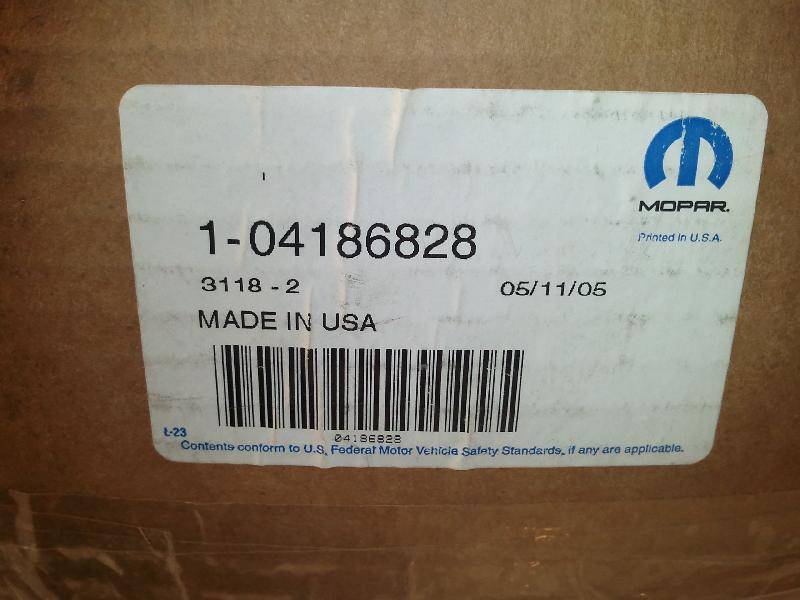 MOPAR.
Printed in U.S.A.
1-04186828
3118 - 2
05/11/05
MADE IN USA
04186828
L-23
Contents conform to U.S. Federal Motor Vehicle Safety Standards, if any are applicable.